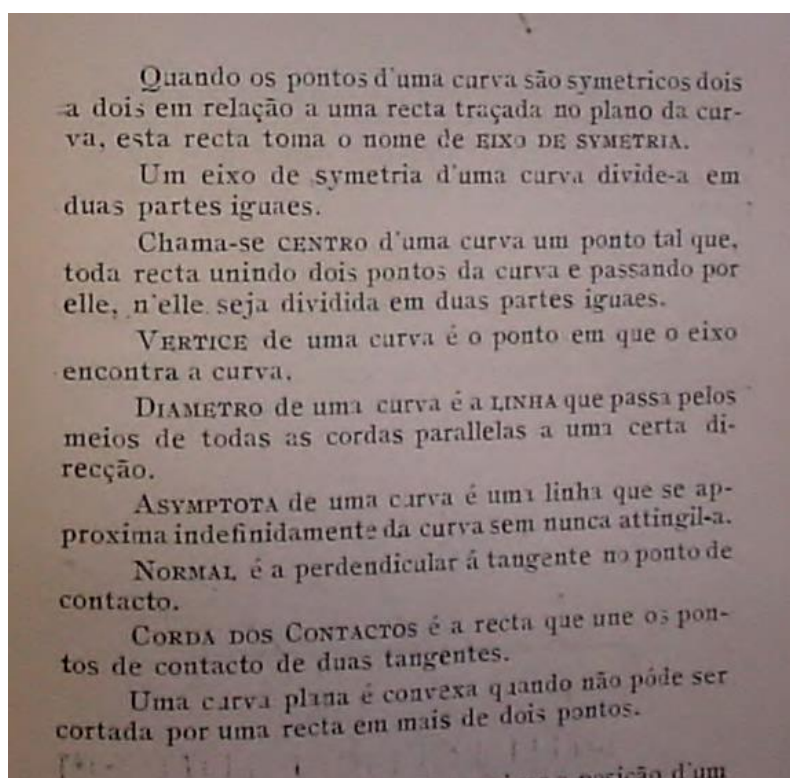 Quando os pontos d'uma curva são symetricos dois
a dois em relação a uma recta traçada no plano da cur-
va, esta recta toma o nome de EIXO DE SYMETRIA.
Um eixo de symetria d'uma curva divide-a em
duas partes iguaes.
Chama-se CENTRO d'uma curva um ponto tal que,
toda recta unindo dois pontos da curva e passando por
elle, n'elle seja dividida em duas partes iguaes.
VERTICE de uma curva é o ponto em que o eixo
encontra a curva.
DIAMETRO de uma curva é a LINHA que passa pelos
meios de todas as cordas parallelas a uma certa di-
recção.
ASYMPTOTA de uma curva é uma linha que se ap-
proxima indefinidamente da curva sem nunca attingil-a.
NORMAL é a perdendicular á tangente no ponto de
contacto.
CORDA DOS CONTACTOS é a recta que une os pon-
tos de contacto de duas tangentes.
Uma curva plana é convexa quando não póde ser
cortada por uma recta em mais de dois pontos.
posição d'um